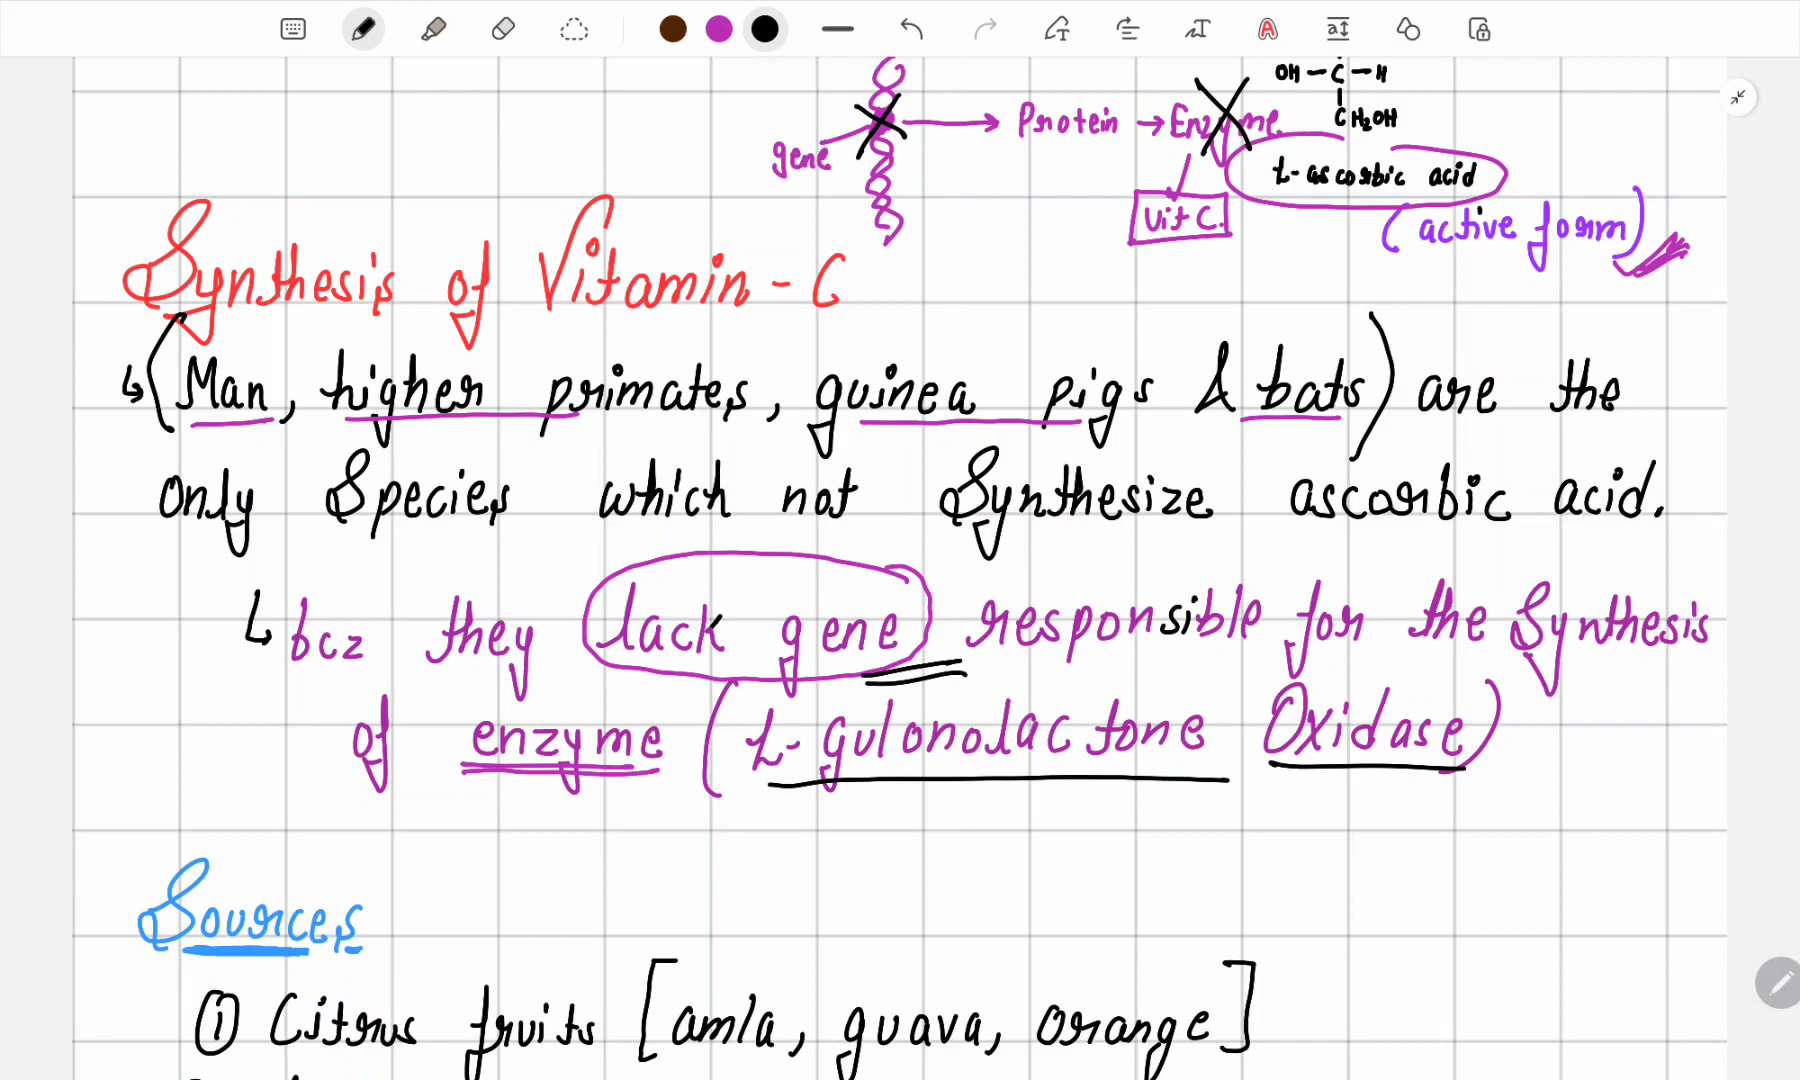 OH - C - H
CH2OH
gene → Protein → Enzyme
L-ascorbic acid
Vit C.
(active form)
Synthesis of Vitamin - C
↳ (Man, higher primates, guinea pigs & bats) are the
only Species which not Synthesize ascorbic acid.
↳ bcz they lack gene responsible for the Synthesis
of enzyme (L-gulonolactone Oxidase)
Sources
① Citrus fruits [amla, guava, orange]